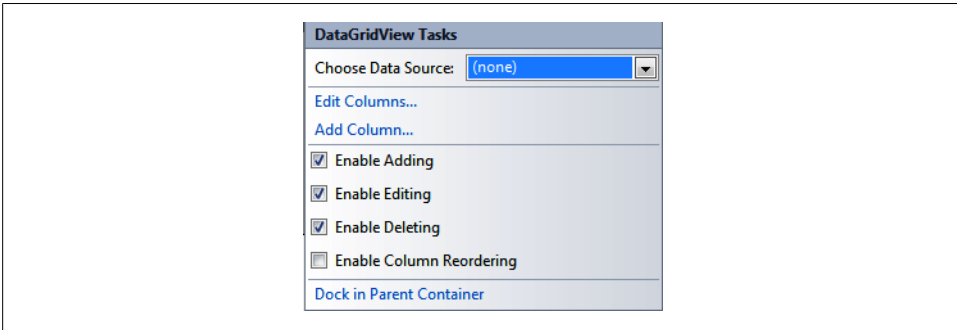 DataGridView Tasks
Choose Data Source: (none)
Edit Columns...
Add Column...
Enable Adding
Enable Editing
Enable Deleting
Enable Column Reordering
Dock in Parent Container